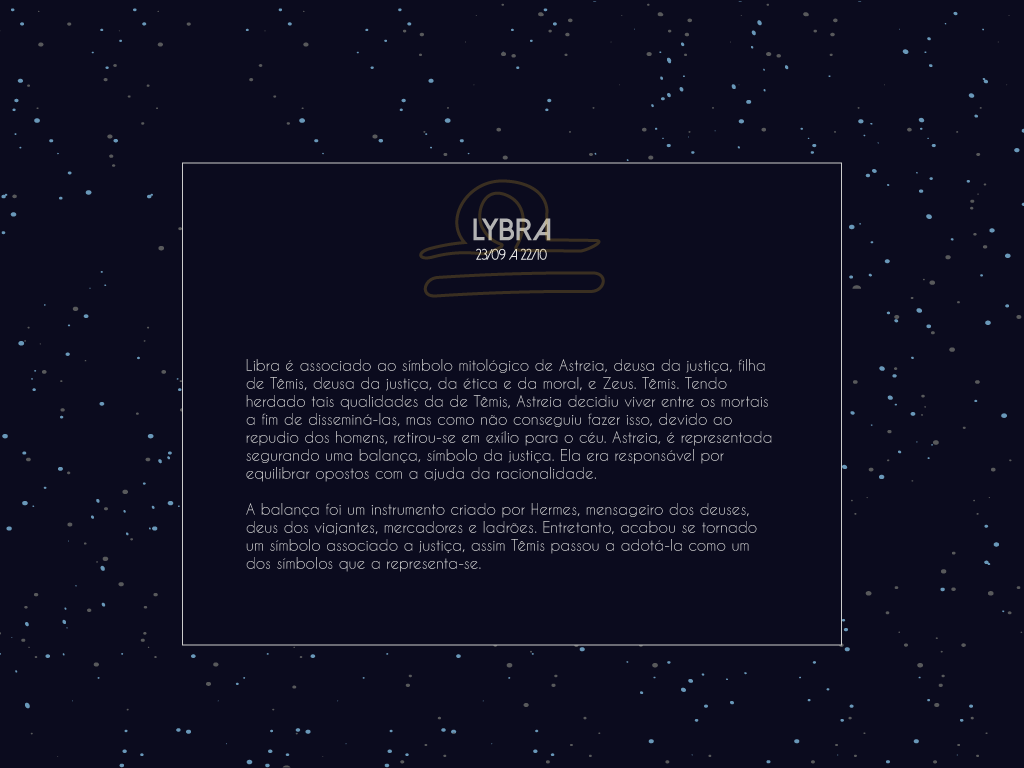 LYBRA
23/09 A 22/10
Libra é associado ao símbolo mitológico de Astreia, deusa da justiça, filha
de Têmis, deusa da justiça, da ética e da moral, e Zeus. Têmis. Tendo
herdado tais qualidades da de Têmis, Astreia decidiu viver entre os mortais
a fim de disseminá-las, mas como não conseguiu fazer isso, devido ao
repudio dos homens, retirou-se em exílio para o céu. Astreia, é representada
segurando uma balança, símbolo da justiça. Ela era responsável por
equilibrar opostos com a ajuda da racionalidade.
A balança foi um instrumento criado por Hermes, mensageiro dos deuses,
deus dos viajantes, mercadores e ladrões. Entretanto, acabou se tornado
um símbolo associado a justiça, assim Têmis passou a adotá-la como um
dos símbolos que a representa-se.